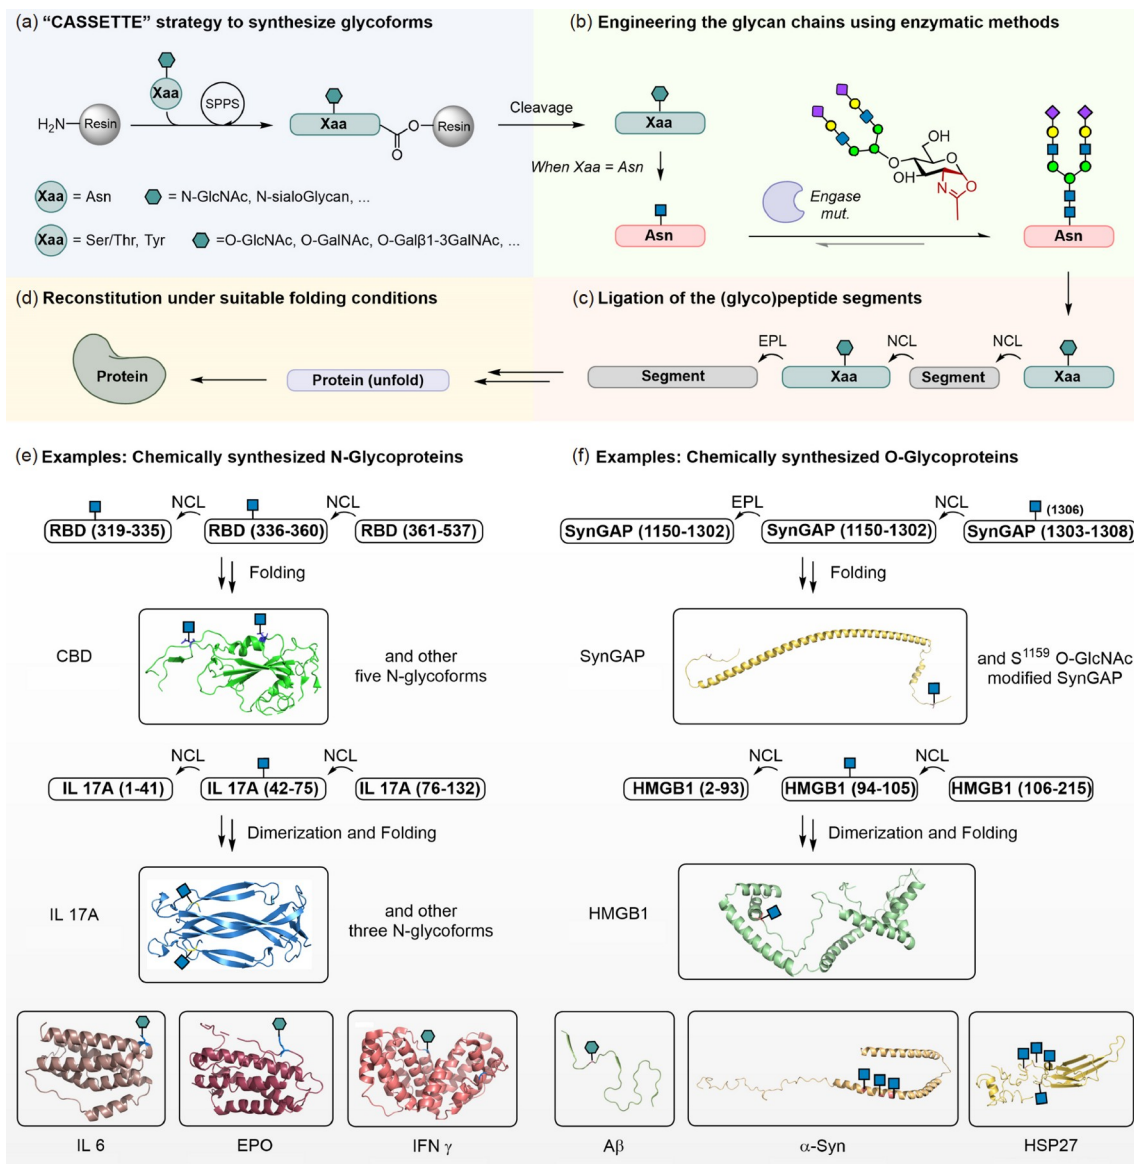 (a) “CASSETTE” strategy to synthesize glycoforms
Xaa
SPPS
H₂N
Resin
Xaa
O
O
Resin
Cleavage
Xaa = Asn
= N-GlcNAc, N-sialoGlycan, ...
Xaa = Ser/Thr, Tyr
=O-GlcNAc, O-GalNAc, O-Galβ1-3GalNAc, ...
(b) Engineering the glycan chains using enzymatic methods
Xaa
When Xaa = Asn
Asn
OH
O
O
HO
N
O
Engase
mut.
Asn
(d) Reconstitution under suitable folding conditions
Protein
Protein (unfold)
(c) Ligation of the (glyco)peptide segments
EPL
NCL
NCL
Segment
Xaa
Segment
Xaa
(e) Examples: Chemically synthesized N-Glycoproteins
NCL
NCL
RBD (319-335)
RBD (336-360)
RBD (361-537)
Folding
CBD
and other
five N-glycoforms
NCL
NCL
IL 17A (1-41)
IL 17A (42-75)
IL 17A (76-132)
Dimerization and Folding
IL 17A
and other
three N-glycoforms
IL 6
EPO
IFN γ
(f) Examples: Chemically synthesized O-Glycoproteins
EPL
NCL
(1306)
SynGAP (1150-1302)
SynGAP (1150-1302)
SynGAP (1303-1308)
Folding
SynGAP
and S¹¹⁵⁹ O-GlcNAc
modified SynGAP
NCL
NCL
HMGB1 (2-93)
HMGB1 (94-105)
HMGB1 (106-215)
Dimerization and Folding
HMGB1
Aβ
α-Syn
HSP27